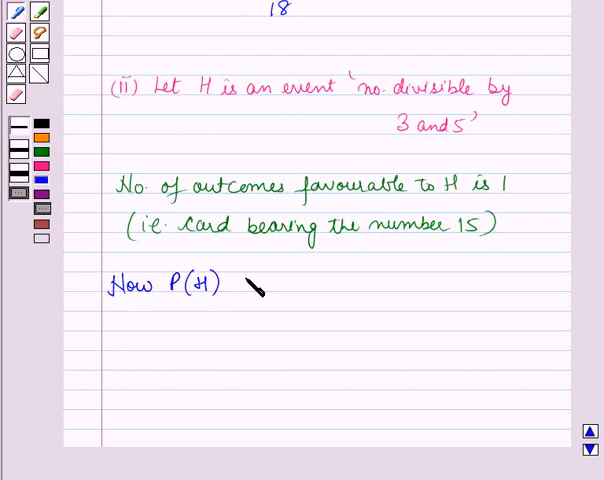 18
(ii) Let H is an event 'no. divisible by
3 and 5'
No. of outcomes favourable to H is 1
(i.e. card bearing the number 15)
Now P(H)